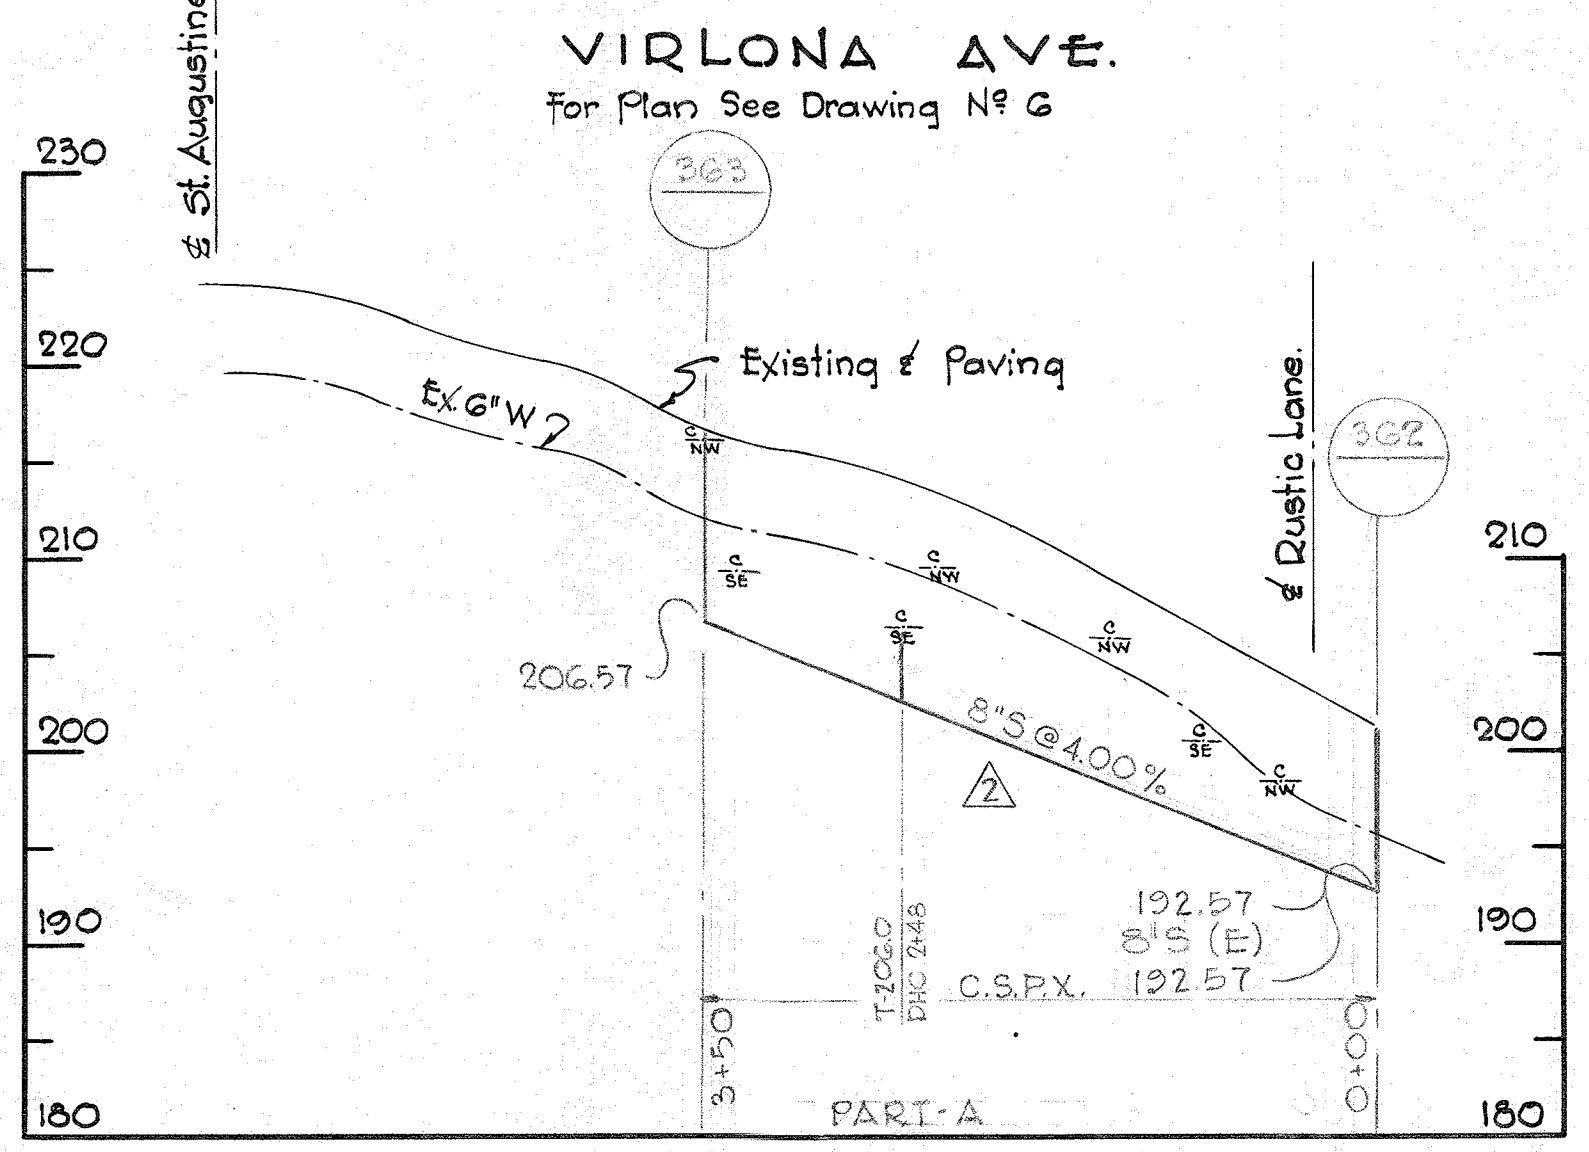 VIRLONA AVE.
For Plan See Drawing Nº 6
℄ St. Augustine
230
220
210
200
190
180
363
Existing ℄ Paving
Ex. 6" W
C
NW
C
SE
C
SE
C
NW
C
NW
C
SE
C
NW
℄ Rustic Lane.
362
210
200
190
180
206.57
8"S @ 4.00%
2
192.57
8"S (E)
192.57
C.S.P.X.
T-206.0
DHC 2+48
3+50
0+00
PART-A